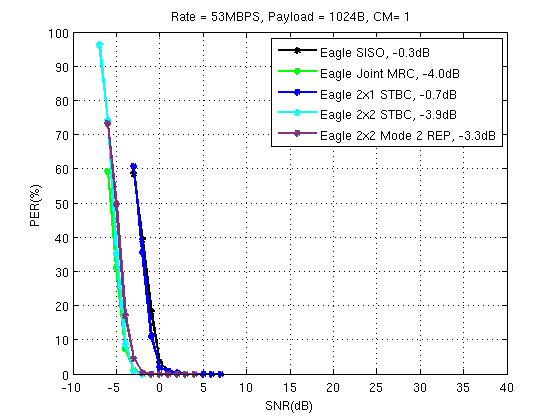 Rate = 53MBPS, Payload = 1024B, CM= 1
PER(%)
100
90
80
70
60
50
40
30
20
10
0
Eagle SISO, -0.3dB
Eagle Joint MRC, -4.0dB
Eagle 2x1 STBC, -0.7dB
Eagle 2x2 STBC, -3.9dB
Eagle 2x2 Mode 2 REP, -3.3dB
-10 -5 0 5 10 15 20 25 30 35 40
SNR(dB)